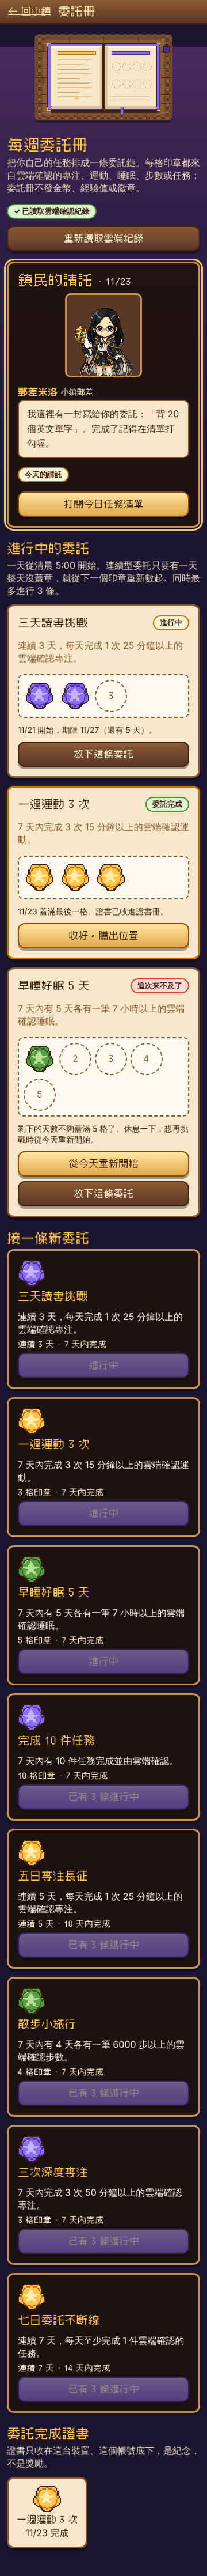 ← 回小鎮 委託冊
每週委託冊
把你自己的任務排成一條委託鏈。每格印章都來
自雲端確認的專注、運動、睡眠、步數或任務；
委託冊不發金幣、經驗值或徽章。
✓ 已讀取雲端確認紀錄
重新讀取雲端紀錄
鎮民的請託 · 11/23
郵差米洛 小鎮郵差
我這裡有一封寫給你的委託：「背 20
個英文單字」。完成了記得在清單打
勾喔。
今天的請託
打開今日任務清單
進行中的委託
一天從清晨 5:00 開始。連續型委託只要有一天
整天沒蓋章，就從下一個印章重新數起。同時最
多進行 3 條。
三天讀書挑戰 進行中
連續 3 天，每天完成 1 次 25 分鐘以上的
雲端確認專注。
3
11/21 開始，期限 11/27（還有 5 天）。
放下這條委託
一週運動 3 次 委託完成
7 天內完成 3 次 15 分鐘以上的雲端確認運
動。
11/23 蓋滿最後一格。證書已收進證書冊。
收好，騰出位置
早睡好眠 5 天 這次來不及了
7 天內有 5 天各有一筆 7 小時以上的雲端
確認睡眠。
2 3 4
5
剩下的天數不夠蓋滿 5 格了。休息一下，想再挑
戰時從今天重新開始。
從今天重新開始
放下這條委託
接一條新委託
三天讀書挑戰
連續 3 天，每天完成 1 次 25 分鐘以上的
雲端確認專注。
連續 3 天 · 7 天內完成
進行中
一週運動 3 次
7 天內完成 3 次 15 分鐘以上的雲端確認運
動。
3 格印章 · 7 天內完成
進行中
早睡好眠 5 天
7 天內有 5 天各有一筆 7 小時以上的雲端
確認睡眠。
5 格印章 · 7 天內完成
進行中
完成 10 件任務
7 天內有 10 件任務完成並由雲端確認。
10 格印章 · 7 天內完成
已有 3 條進行中
五日專注長征
連續 5 天，每天完成 1 次 25 分鐘以上的
雲端確認專注。
連續 5 天 · 10 天內完成
已有 3 條進行中
散步小旅行
7 天內有 4 天各有一筆 6000 步以上的雲
端確認步數。
4 格印章 · 7 天內完成
已有 3 條進行中
三次深度專注
7 天內完成 3 次 50 分鐘以上的雲端確認
專注。
3 格印章 · 7 天內完成
已有 3 條進行中
七日委託不斷線
連續 7 天，每天至少完成 1 件雲端確認的
任務。
連續 7 天 · 14 天內完成
已有 3 條進行中
委託完成證書
證書只收在這台裝置、這個帳號底下，是紀念，
不是獎勵。
一週運動 3 次
11/23 完成